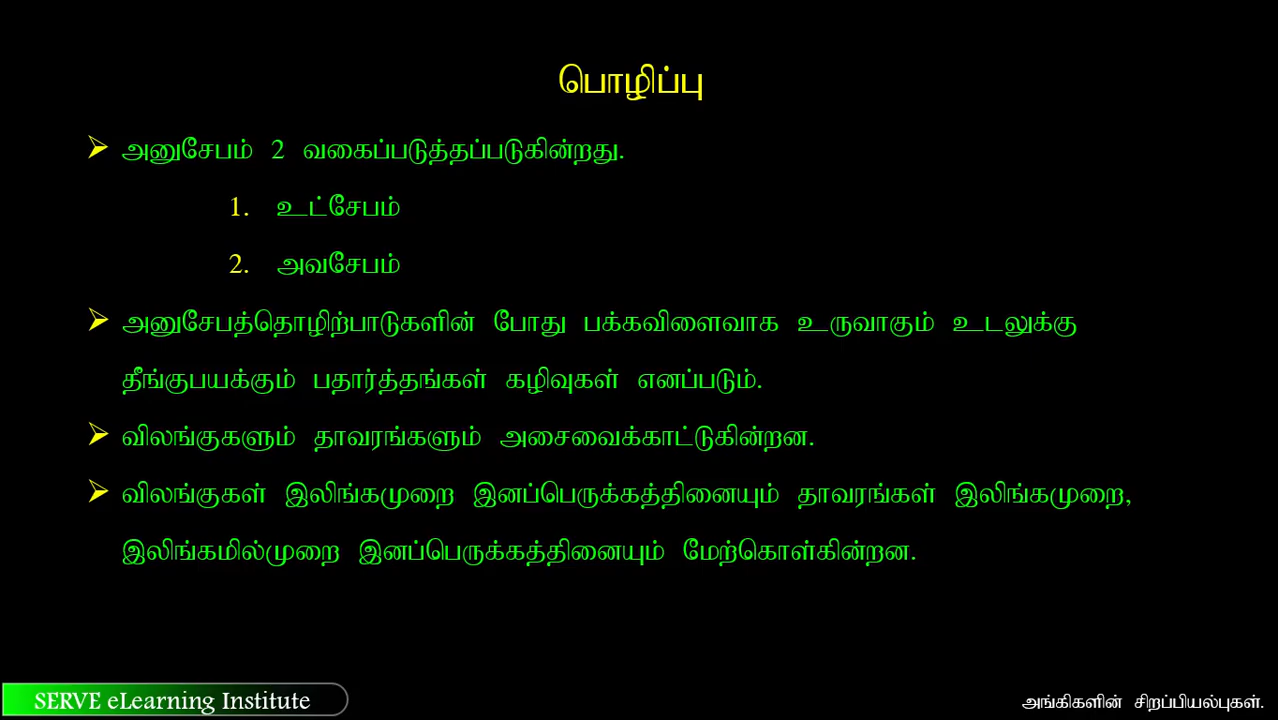 பொழிப்பு
➢ அனுசேபம் 2 வகைப்படுத்தப்படுகின்றது.
1. உட்சேபம்
2. அவசேபம்
➢ அனுசேபத்தொழிற்பாடுகளின் போது பக்கவிளைவாக உருவாகும் உடலுக்கு
தீங்குபயக்கும் பதார்த்தங்கள் கழிவுகள் எனப்படும்.
➢ விலங்குகளும் தாவரங்களும் அசைவைக்காட்டுகின்றன.
➢ விலங்குகள் இலிங்கமுறை இனப்பெருக்கத்தினையும் தாவரங்கள் இலிங்கமுறை,
இலிங்கமில்முறை இனப்பெருக்கத்தினையும் மேற்கொள்கின்றன.
SERVE eLearning Institute
அங்கிகளின் சிறப்பியல்புகள்.